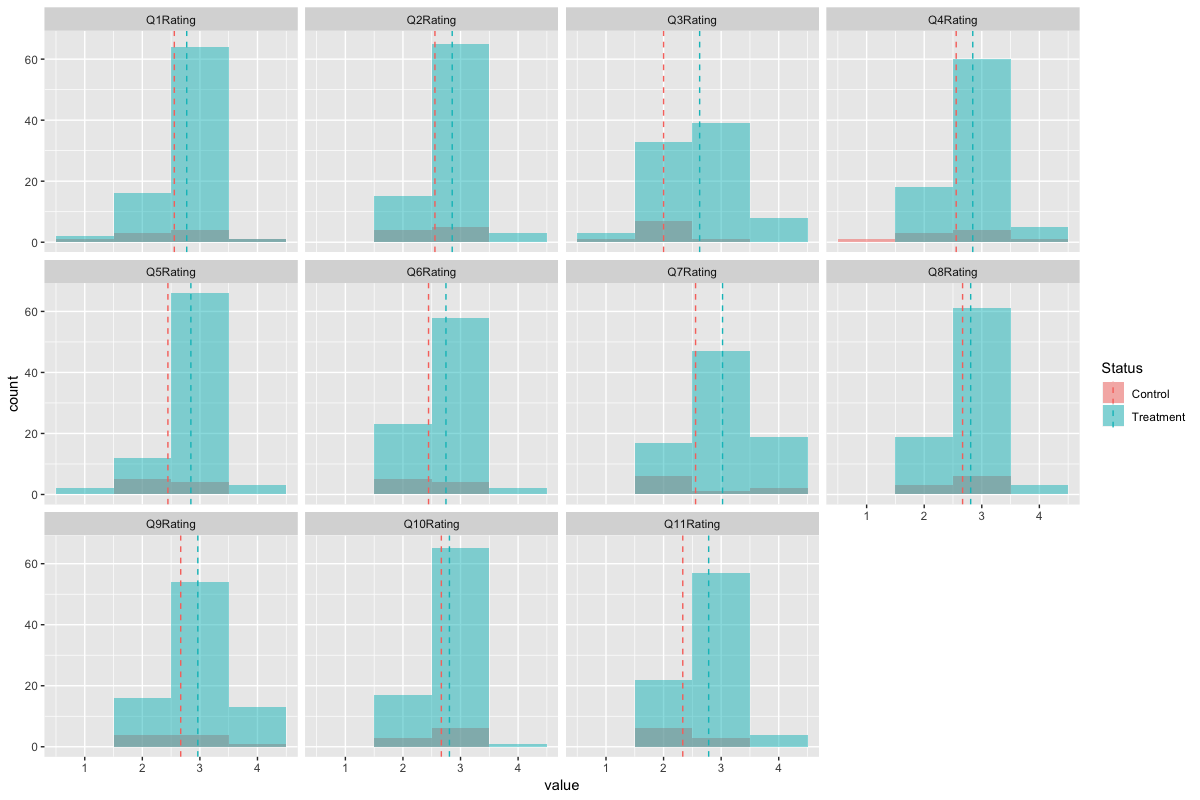 Q1Rating Q2Rating Q3Rating Q4Rating
60
40
20
0
Q5Rating Q6Rating Q7Rating Q8Rating
60
40
20
0
1 2 3 4
Q9Rating Q10Rating Q11Rating
60
40
20
0
1 2 3 4 1 2 3 4 1 2 3 4
value
count
Status
Control
Treatment